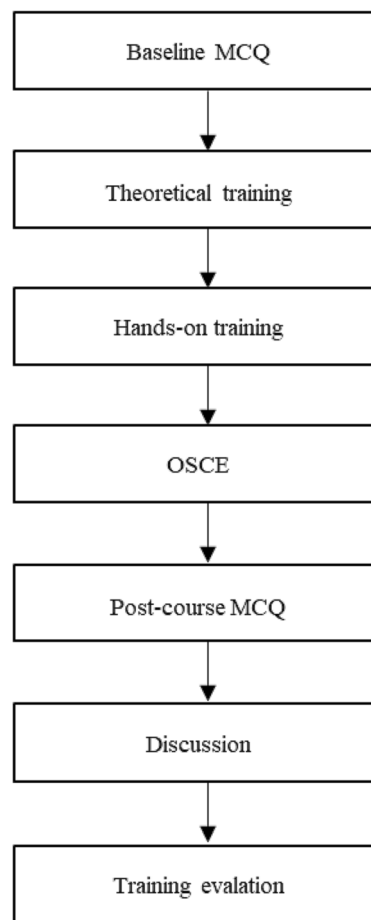 Baseline MCQ
Theoretical training
Hands-on training
OSCE
Post-course MCQ
Discussion
Training evalation